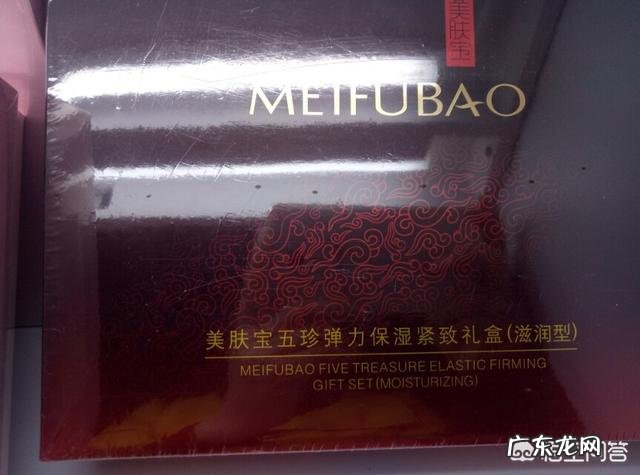 美肤宝
MEIFUBAO
美肤宝五珍弹力保湿紧致礼盒(滋润型)
MEIFUBAO FIVE TREASURE ELASTIC FIRMING
GIFT SET(MOISTURIZING)
广东龙网